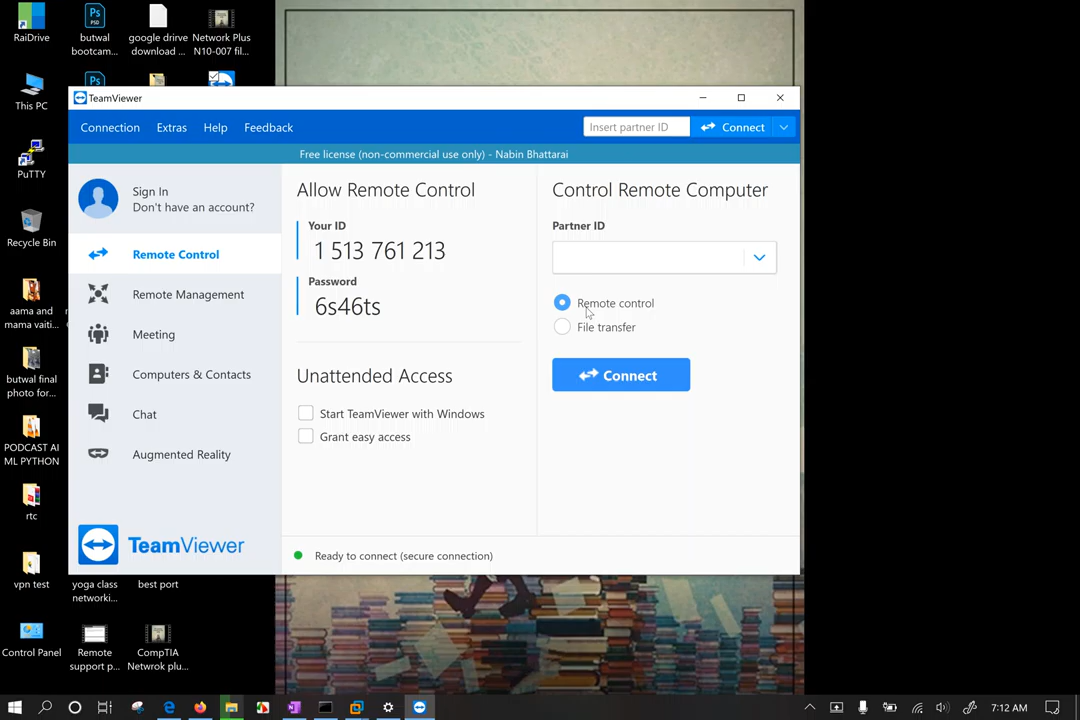 RaiDrive
butwal
bootcam...
google drirve
download ...
Network Plus
N10-007 fil...
This PC
PuTTY
Recycle Bin
aama and
mama vaiti...
butwal final
photo for...
PODCAST AI
ML PYTHON
rtc
vpn test
yoga class
networki...
best port
Control Panel
Remote
support p...
CompTIA
Netwrok plu...
TeamViewer
Connection
Extras
Help
Feedback
Insert partner ID
Connect
Free license (non-commercial use only) - Nabin Bhattarai
Sign In
Don't have an account?
Remote Control
Remote Management
Meeting
Computers & Contacts
Chat
Augmented Reality
TeamViewer
Allow Remote Control
Your ID
1 513 761 213
Password
6s46ts
Unattended Access
Start TeamViewer with Windows
Grant easy access
Control Remote Computer
Partner ID
Remote control
File transfer
Connect
Ready to connect (secure connection)
7:12 AM